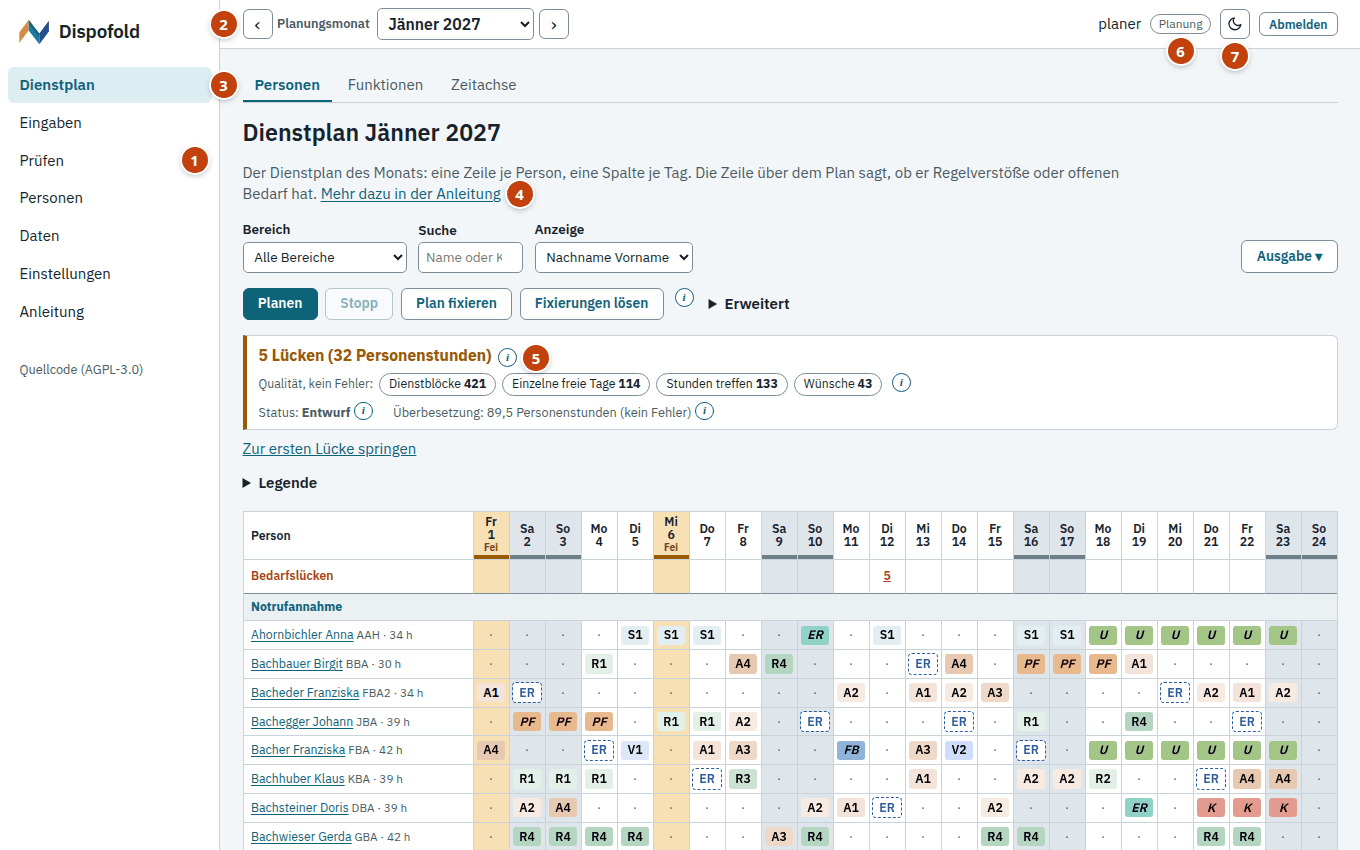 Dispofold
2 ‹ Planungsmonat Jänner 2027 › planer Planung Abmelden
6 7
Dienstplan
Eingaben
Prüfen 1
Personen
Daten
Einstellungen
Anleitung
Quellcode (AGPL-3.0)
3 Personen Funktionen Zeitachse
Dienstplan Jänner 2027
Der Dienstplan des Monats: eine Zeile je Person, eine Spalte je Tag. Die Zeile über dem Plan sagt, ob er Regelverstöße oder offenen
Bedarf hat. Mehr dazu in der Anleitung 4
Bereich Suche Anzeige
Alle Bereiche Name oder K Nachname Vorname Ausgabe ▾
Planen Stopp Plan fixieren Fixierungen lösen i ▶ Erweitert
5 Lücken (32 Personenstunden) i 5
Qualität, kein Fehler: Dienstblöcke 421 Einzelne freie Tage 114 Stunden treffen 133 Wünsche 43 i
Status: Entwurf i Überbesetzung: 89,5 Personenstunden (kein Fehler) i
Zur ersten Lücke springen
▶ Legende
Person Fr 1 Fei Sa 2 So 3 Mo 4 Di 5 Mi 6 Fei Do 7 Fr 8 Sa 9 So 10 Mo 11 Di 12 Mi 13 Do 14 Fr 15 Sa 16 So 17 Mo 18 Di 19 Mi 20 Do 21 Fr 22 Sa 23 So 24
Bedarfslücken 5
Notrufannahme
Ahornbichler Anna AAH · 34 h · · · · S1 S1 S1 · · ER · S1 · · · S1 S1 U U U U U U ·
Bachbauer Birgit BBA · 30 h · · · R1 · · · A4 R4 · · · ER A4 · PF PF PF A1 · · · · ·
Bacheder Franziska FBA2 · 34 h A1 ER · · · · · · · · A2 · A1 A2 A3 · · · · ER A2 A1 A2 ·
Bachegger Johann JBA · 39 h · PF PF PF · R1 R1 A2 · ER · · · ER · R1 · · R4 · · ER · ·
Bacher Franziska FBA · 42 h A4 · · ER V1 · A1 A3 · · FB · A3 V2 · ER · U U U U U U ·
Bachhuber Klaus KBA · 39 h · R1 R1 R1 · · ER R3 · · · · A1 · · A2 A2 R2 · · ER A4 A4 ·
Bachsteiner Doris DBA · 39 h · A2 A4 · · · · · · A2 A1 ER · · A2 · · · ER · K K K ·
Bachwieser Gerda GBA · 42 h · R4 R4 R4 R4 · · · A3 R4 · · · · R4 R4 · · · · R4 R4 · ·